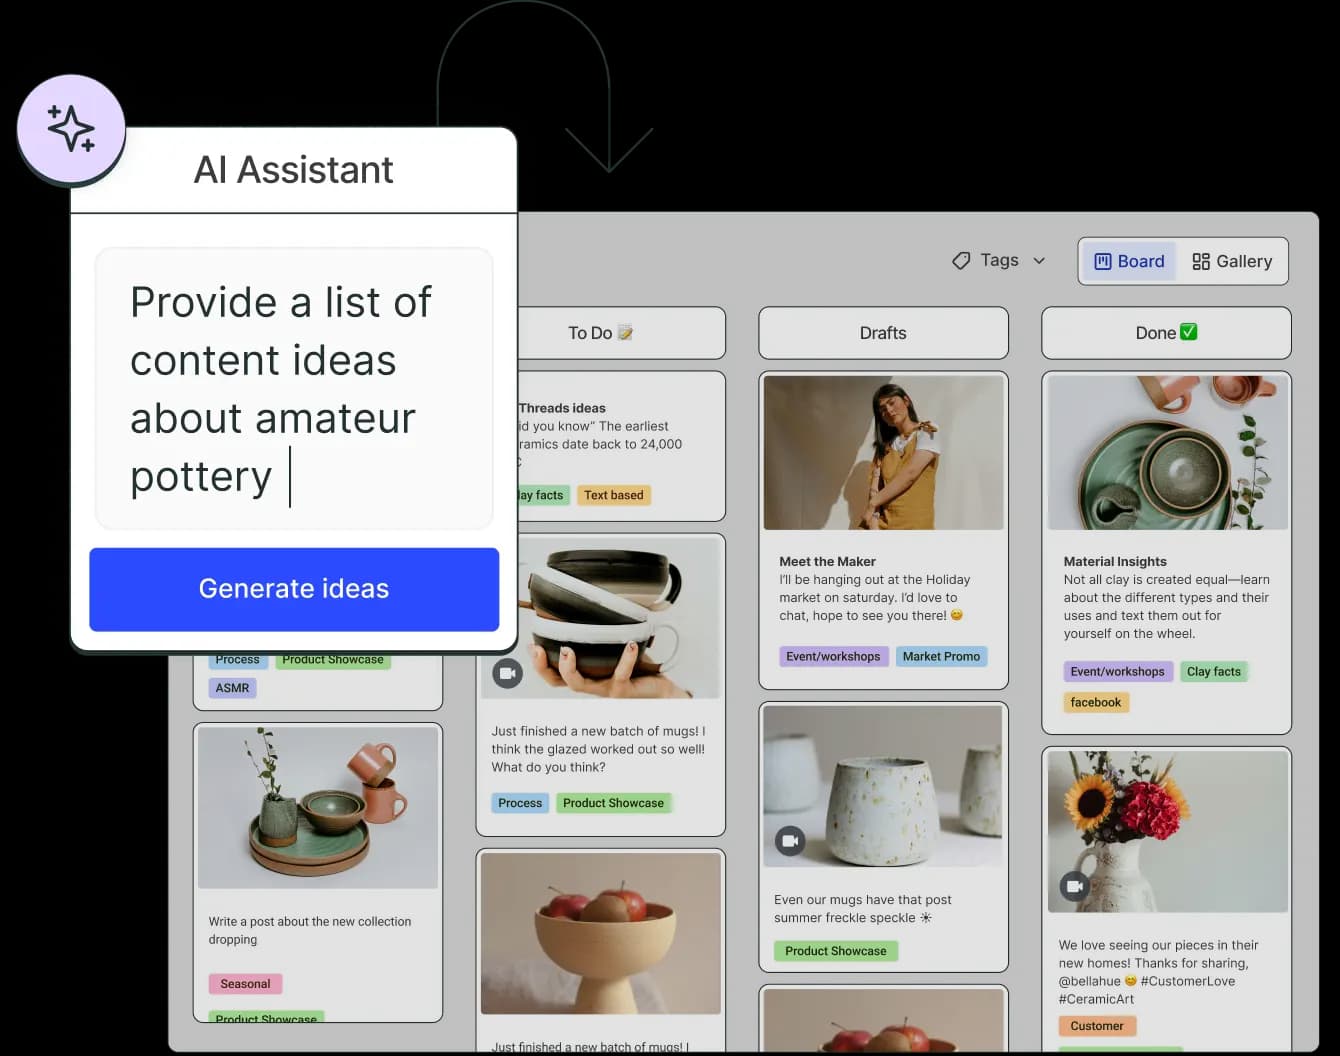 AI Assistant
Provide a list of
content ideas
about amateur
pottery
Generate ideas
Tags
Board
Gallery
Process
Product Showcase
ASMR
Write a post about the new collection
dropping
Seasonal
Product Showcase
To Do
Threads ideas
you know” The earliest
date back to 24,000
facts
Text based
Just finished a new batch of mugs! I
think the glazed worked out so well!
What do you think?
Process
Product Showcase
Just finished a new batch of mugs! I
Drafts
Meet the Maker
I’ll be hanging out at the Holiday
market on saturday. I’d love to
chat, hope to see you there! 😊
Event/workshops
Market Promo
Even our mugs have that post
summer freckle speckle ☀
Product Showcase
Done ✅
Material Insights
Not all clay is created equal—learn
about the different types and their
uses and text them out for
yourself on the wheel.
Event/workshops
Clay facts
facebook
We love seeing our pieces in their
new homes! Thanks for sharing,
@bellahue 😊 #CustomerLove
#CeramicArt
Customer